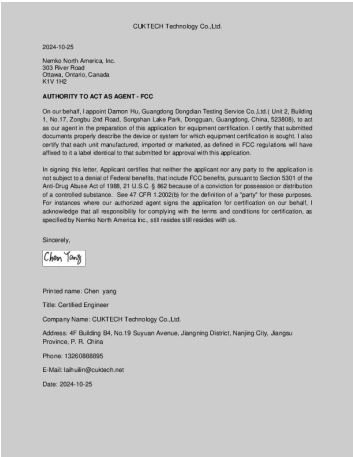 CUKTECH Technology Co.,Ltd.
2024-10-25
Nemko North America, Inc.
303 River Road
Ottawa, Ontario, Canada
K1V 1H2
AUTHORITY TO ACT AS AGENT - FCC
On our behalf, I appoint Damon Hu, Guangdong Dongdian Testing Service Co.,Ltd.( Unit 2, Building
1, No.17, Zongbu 2nd Road, Songshan Lake Park, Dongguan, Guangdong, China, 523808), to act
as our agent in the preparation of this application for equipment certification. I certify that submitted
documents properly describe the device or system for which equipment certification is sought. I also
certify that each unit manufactured, imported or marketed, as defined in FCC regulations will have
affixed to it a label identical to that submitted for approval with this application.
In signing this letter, Applicant certifies that neither the applicant nor any party to the application is
not subject to a denial of Federal benefits, that include FCC benefits, pursuant to Section 5301 of the
Anti-Drug Abuse Act of 1988, 21 U.S.C. § 862 because of a conviction for possession or distribution
of a controlled substance. See 47 CFR 1.2002(b) for the definition of a "party" for these purposes.
For instances where our authorized agent signs the application for certification on our behalf, I
acknowledge that all responsibility for complying with the terms and conditions for certification, as
specified by Nemko North America Inc., still resides still resides with us.
Sincerely,
Chen Yang
Printed name: Chen yang
Title: Certified Engineer
Company Name: CUKTECH Technology Co.,Ltd.
Address: 4F Building B4, No.19 Suyuan Avenue, Jiangning District, Nanjing City, Jiangsu
Province, P. R. China
Phone: 13260888895
E-Mail: laihuilin@cuktech.net
Date: 2024-10-25